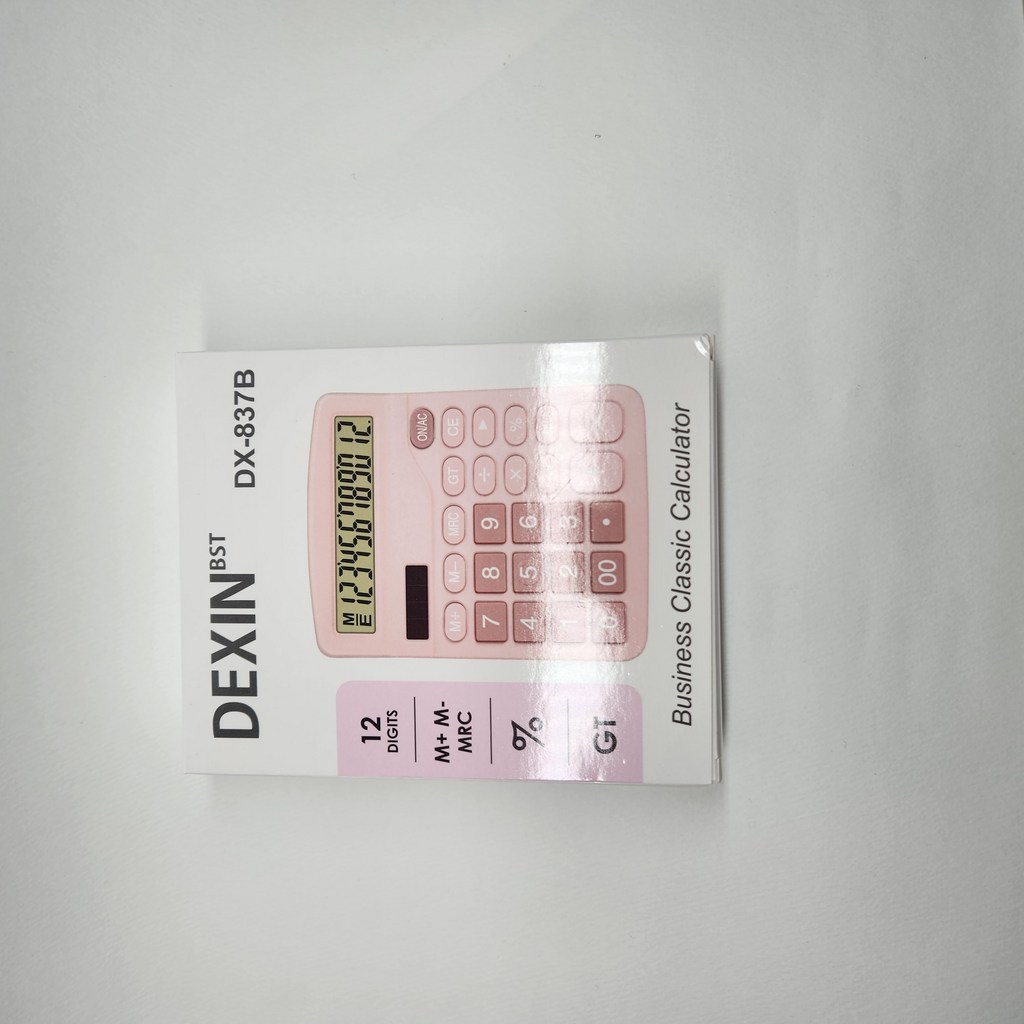 DEXIN BST
DX-837B
12
DIGITS
M+ M-
MRC
%
GT
M
E
123456789012.
ON/AC
M+ M− MRC GT CE
7 8 9 ÷ ▶
4 5 6 × %
1 2 3
0 00 •
Business Classic Calculator